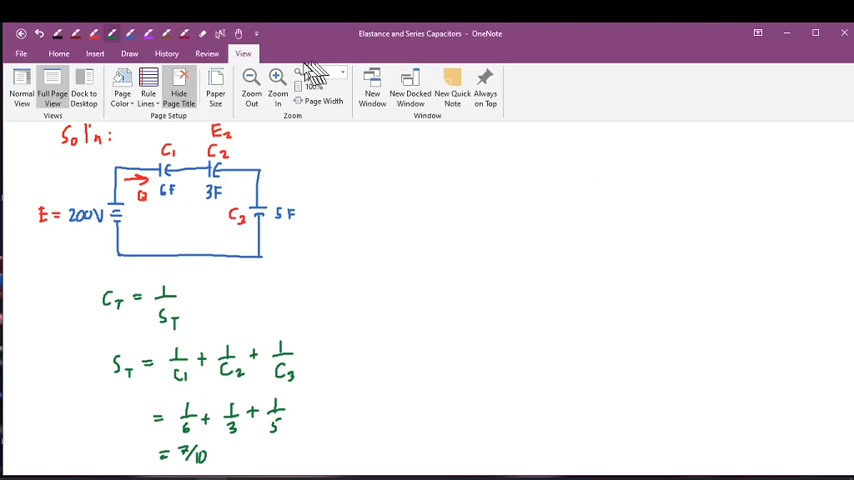 Elastance and Series Capacitors - OneNote
File Home Insert Draw History Review View
Normal View Full Page View Dock to Desktop Page Color Rule Lines Hide Page Title Paper Size Zoom Out Zoom In 100% Page Width New Window New Docked Window New Quick Note Always on Top
Views Page Setup Zoom Window
Sol'n:
E2
C1 C2
6F 3F
Q
E = 200V
C3 5F
CT = 1/ST
ST = 1/C1 + 1/C2 + 1/C3
= 1/6 + 1/3 + 1/5
= 7/10